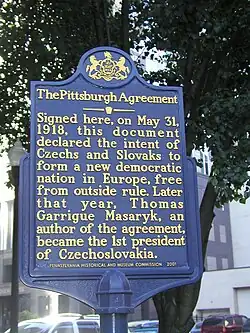 The Pittsburgh Agreement
Signed here, on May 31,
1918, this document
declared the intent of
Czechs and Slovaks to
form a new democratic
nation in Europe, free
from outside rule. Later
that year, Thomas
Garrigue Masaryk, an
author of the agreement,
became the 1st president
of Czechoslovakia.
PENNSYLVANIA HISTORICAL AND MUSEUM COMMISSION 2001